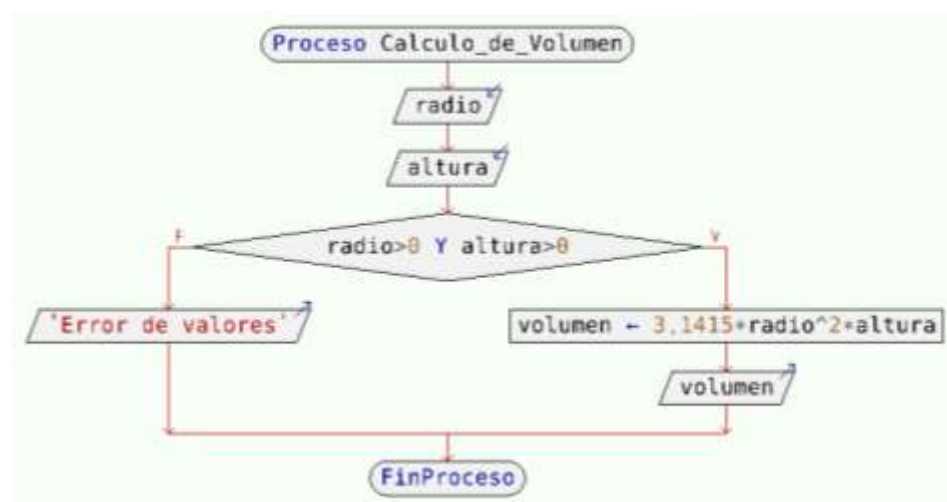 Proceso Calculo_de_Volumen
radio
altura
F
V
radio>0 Y altura>0
'Error de valores'
volumen ← 3.1415*radio^2*altura
volumen
FinProceso